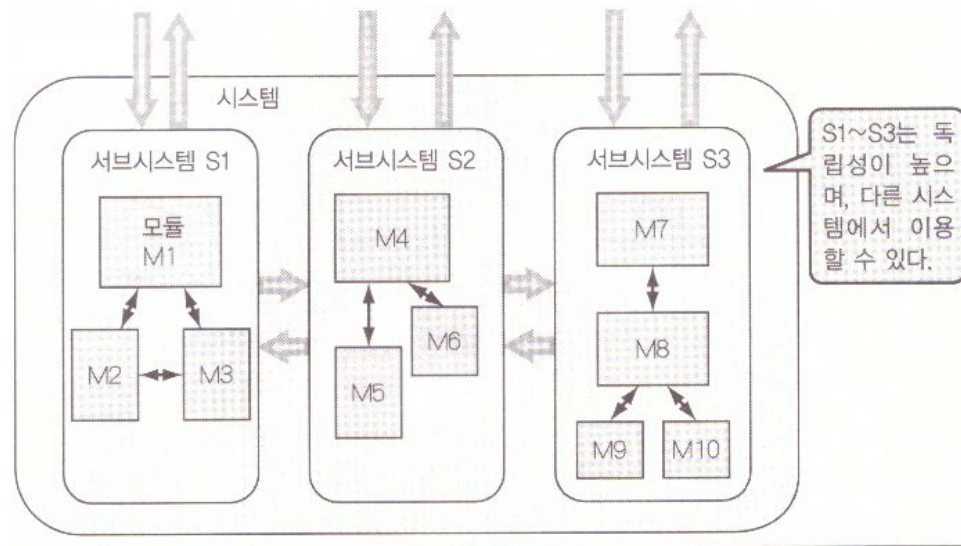 시스템
서브시스템 S1
모듈
M1
M2
M3
서브시스템 S2
M4
M5
M6
서브시스템 S3
M7
M8
M9
M10
S1~S3는 독
립성이 높으
며, 다른 시스
템에서 이용
할 수 있다.